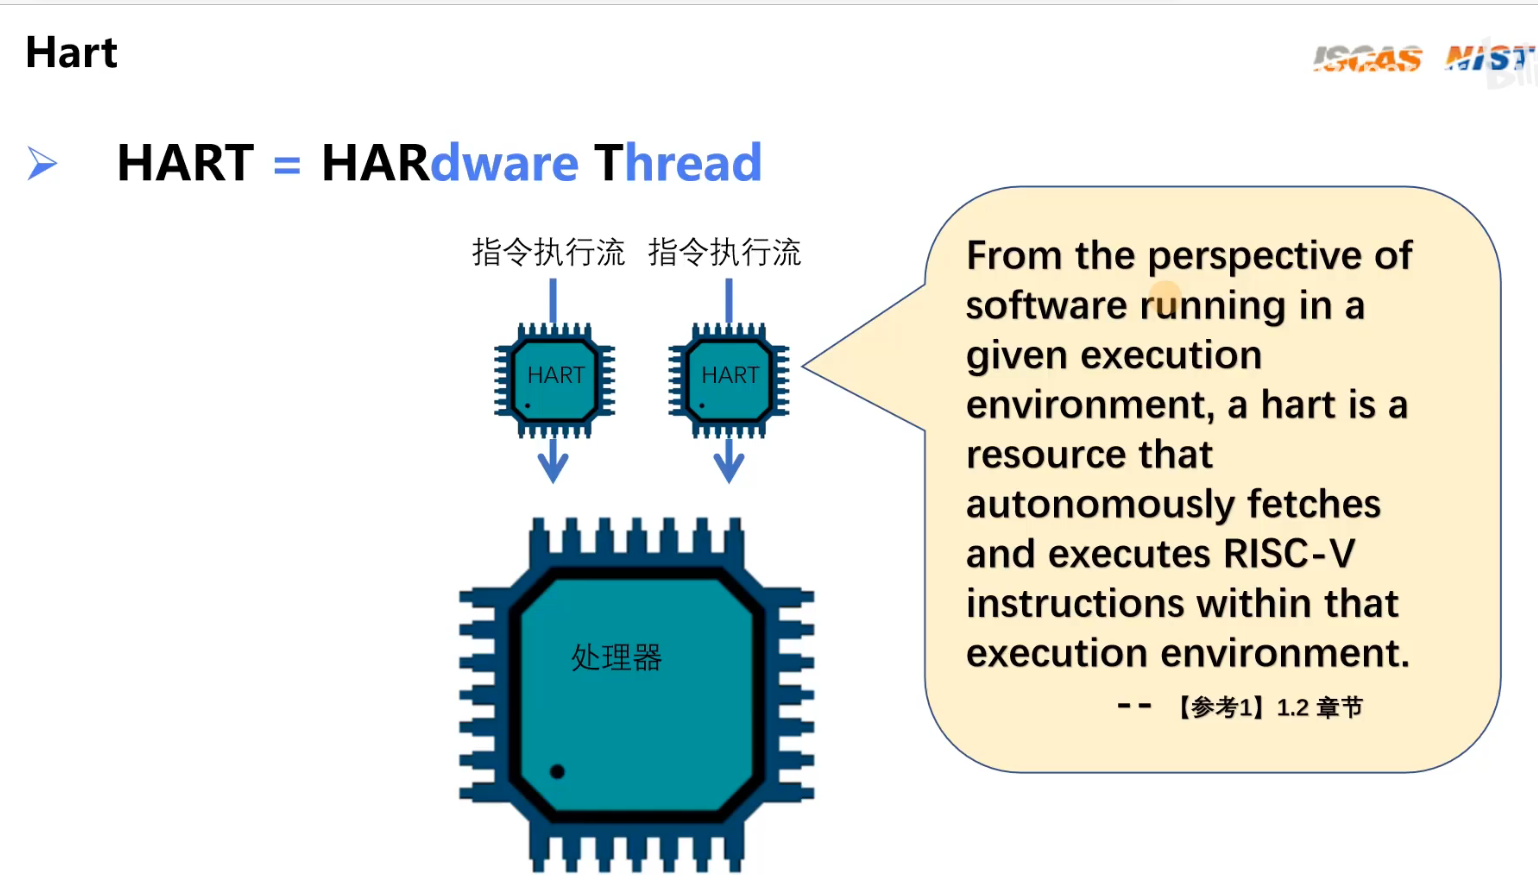 Hart
ISCAS NIST
HART = HARdware Thread
指令执行流 指令执行流
HART HART
处理器
From the perspective of
software running in a
given execution
environment, a hart is a
resource that
autonomously fetches
and executes RISC-V
instructions within that
execution environment.
-- 【参考1】1.2 章节